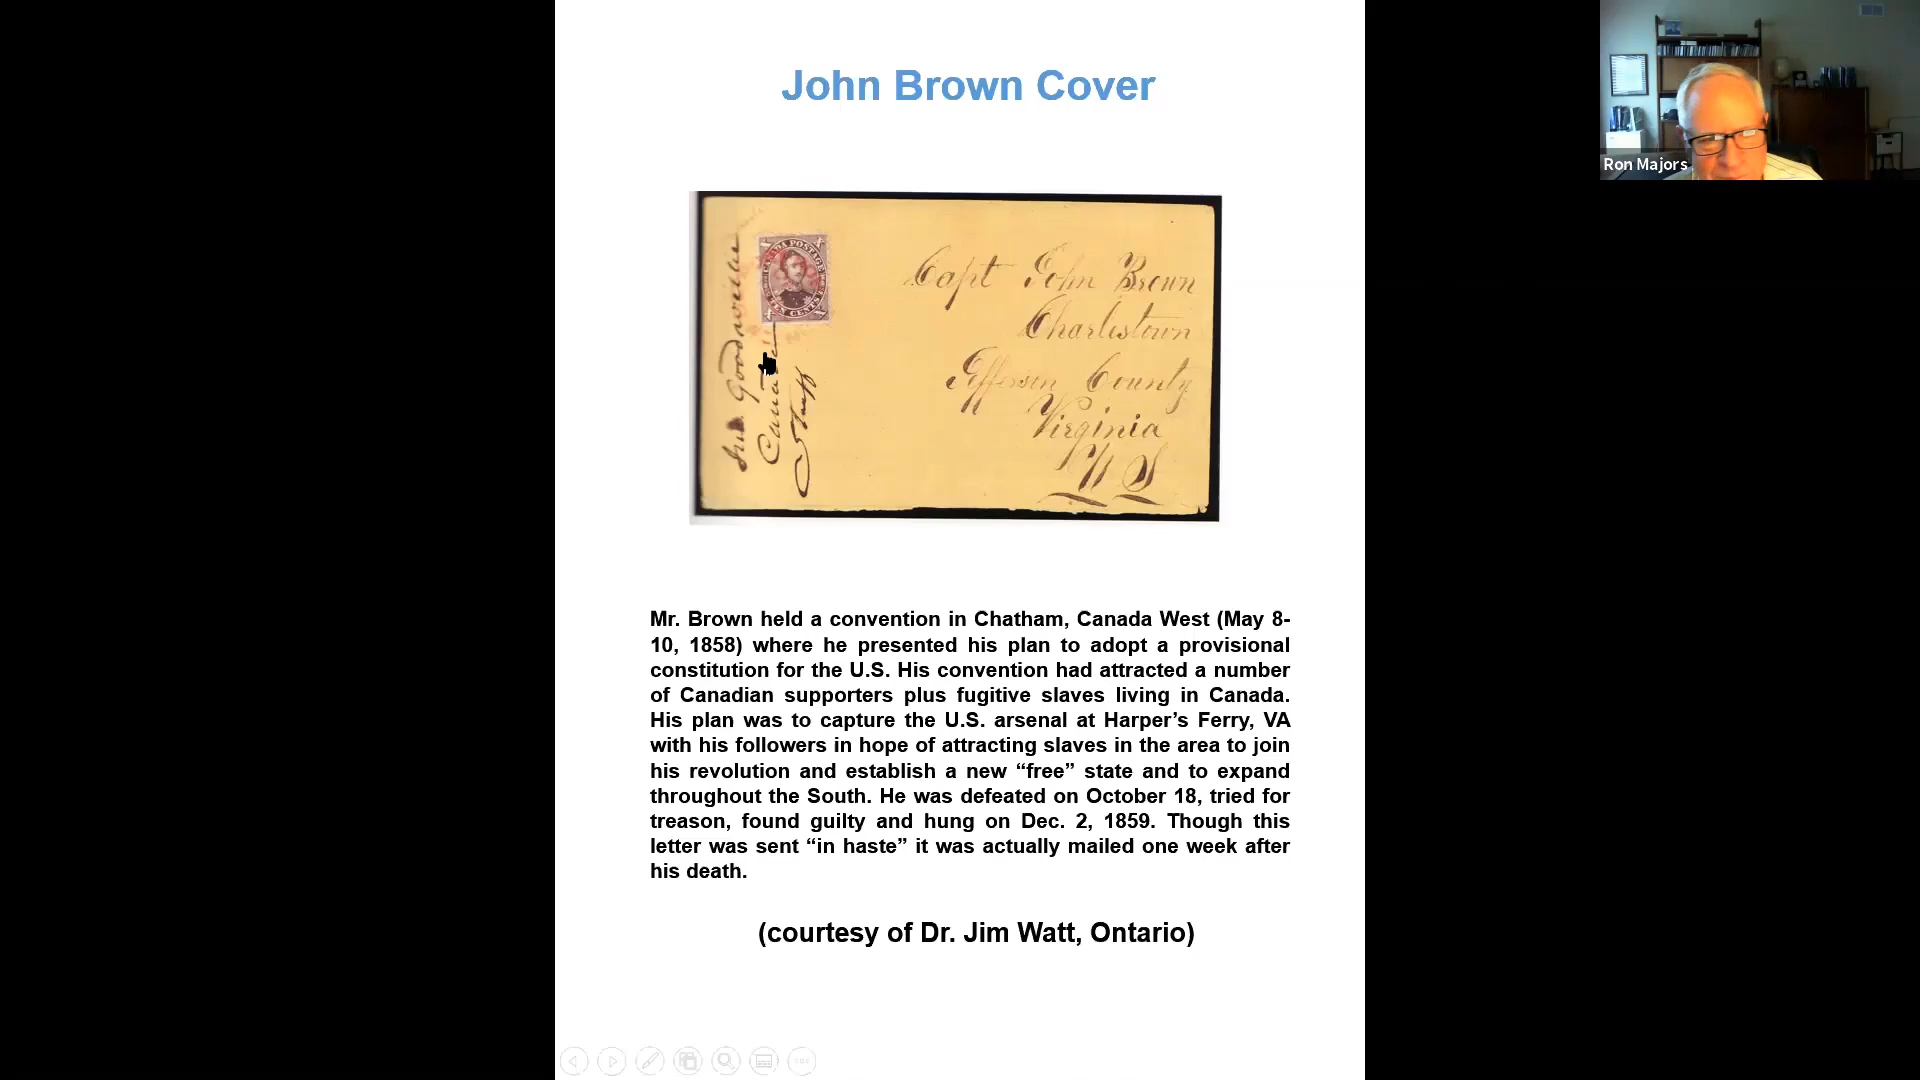 John Brown Cover
Ron Majors
CANADA POSTAGE
TEN CENTS
Capt John Brown
Charlestown
Jefferson County
Virginia
U S
Goodwillie
Canada
Mr. Brown held a convention in Chatham, Canada West (May 8-
10, 1858) where he presented his plan to adopt a provisional
constitution for the U.S. His convention had attracted a number
of Canadian supporters plus fugitive slaves living in Canada.
His plan was to capture the U.S. arsenal at Harper’s Ferry, VA
with his followers in hope of attracting slaves in the area to join
his revolution and establish a new “free” state and to expand
throughout the South. He was defeated on October 18, tried for
treason, found guilty and hung on Dec. 2, 1859. Though this
letter was sent “in haste” it was actually mailed one week after
his death.
(courtesy of Dr. Jim Watt, Ontario)